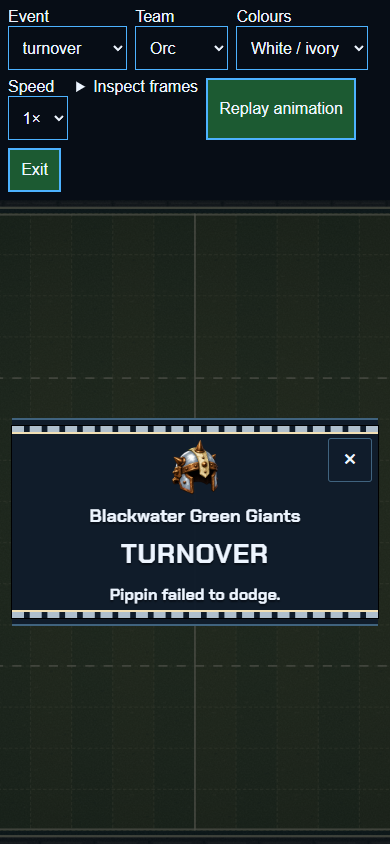 Event Team Colours
turnover Orc White / ivory
Speed ▶ Inspect frames Replay animation
1×
Exit
×
Blackwater Green Giants
TURNOVER
Pippin failed to dodge.